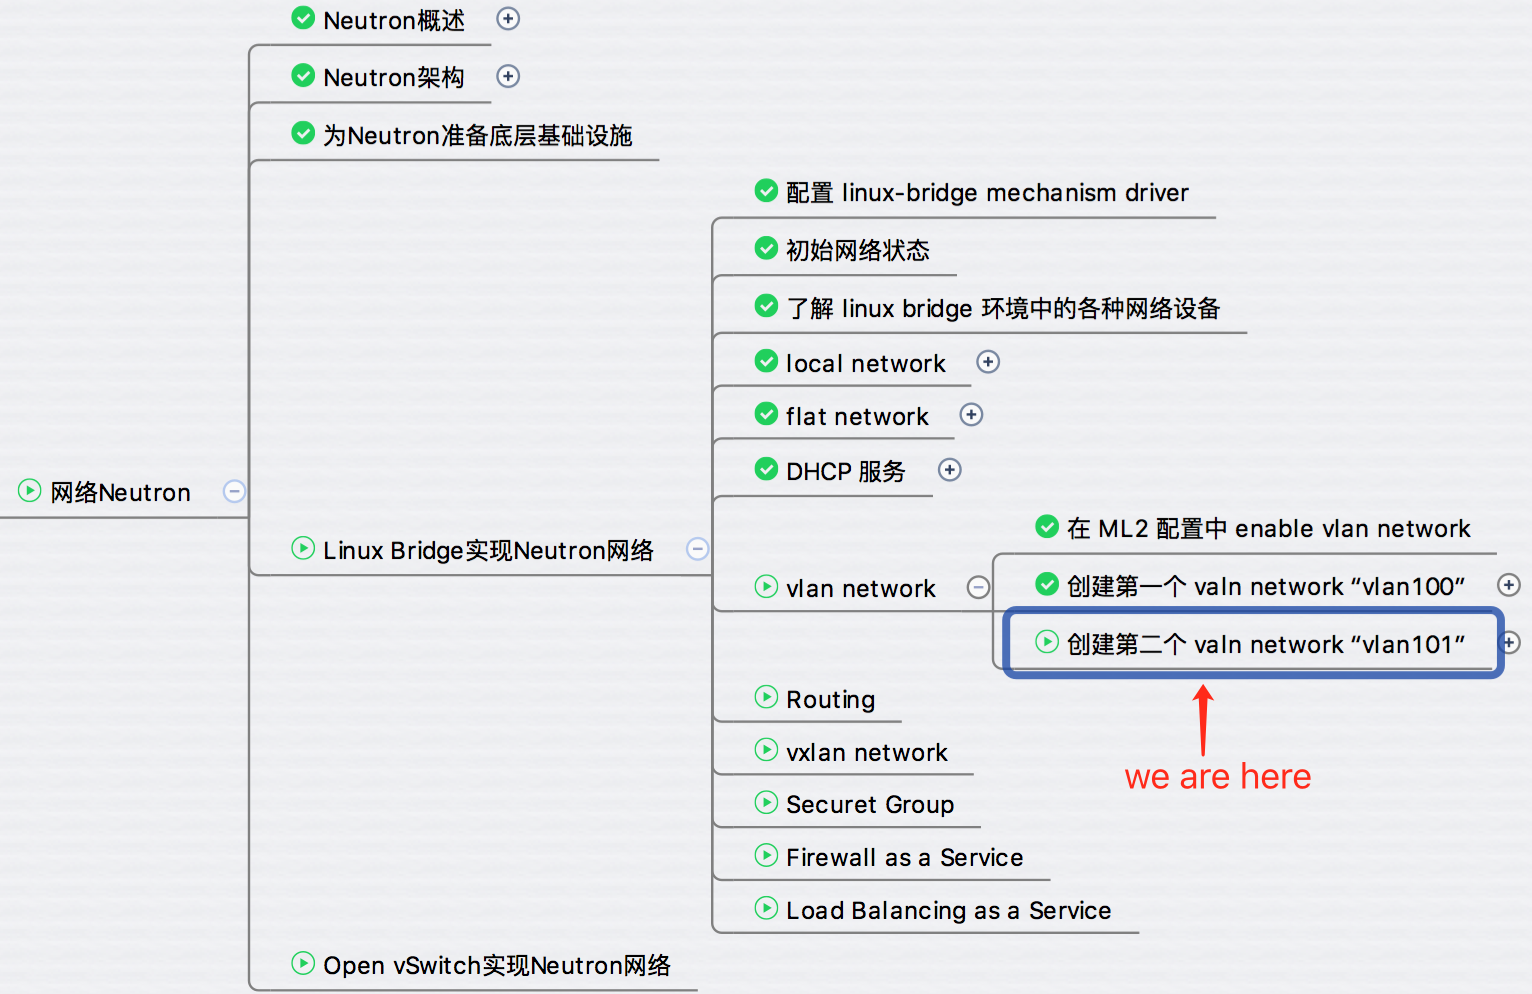 Neutron概述
Neutron架构
为Neutron准备底层基础设施
配置 linux-bridge mechanism driver
初始网络状态
了解 linux bridge 环境中的各种网络设备
local network
flat network
DHCP 服务
网络Neutron
Linux Bridge实现Neutron网络
在 ML2 配置中 enable vlan network
vlan network
创建第一个 valn network “vlan100”
创建第二个 valn network “vlan101”
Routing
vxlan network
we are here
Securet Group
Firewall as a Service
Load Balancing as a Service
Open vSwitch实现Neutron网络